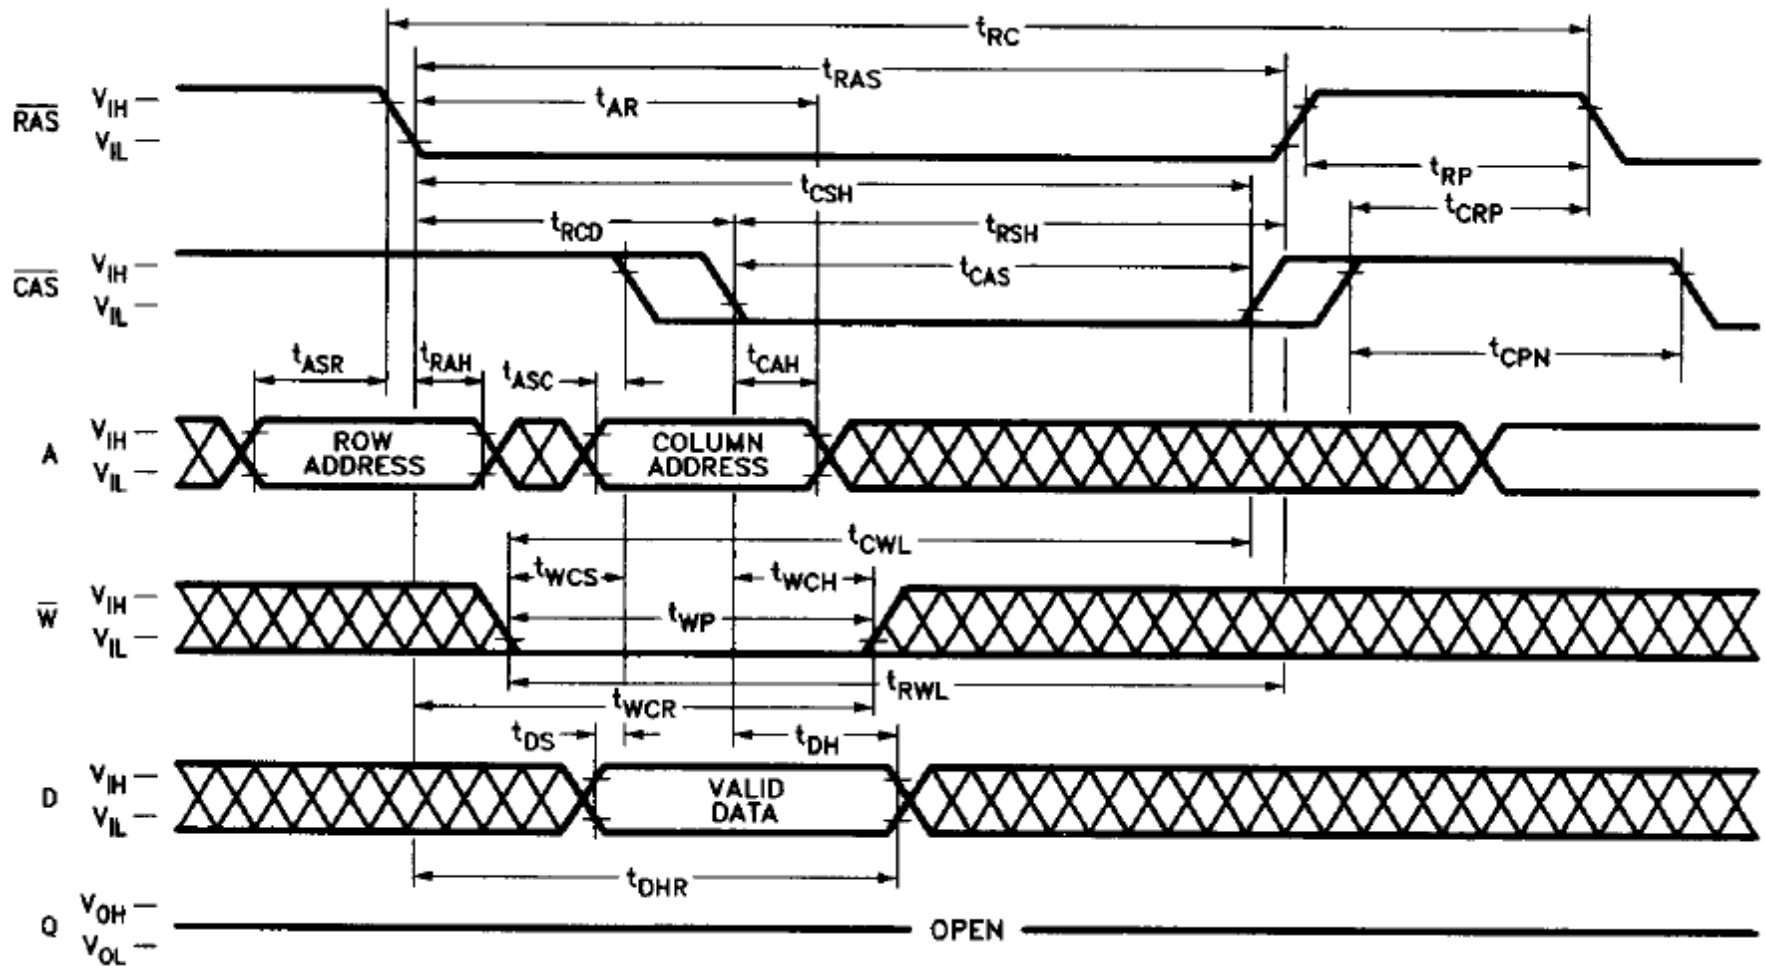 tRC
tRAS
tAR
RAS VIH
VIL
tRP
tCSH
tCRP
tRCD tRSH
CAS VIH
VIL
tCAS
tCPN
tASR tRAH tASC tCAH
A VIH
VIL
ROW ADDRESS
COLUMN ADDRESS
tCWL
tWCS tWCH
W VIH
VIL
tWP
tRWL
tWCR
tDS tDH
D VIH
VIL
VALID DATA
tDHR
Q VOH
VOL
OPEN